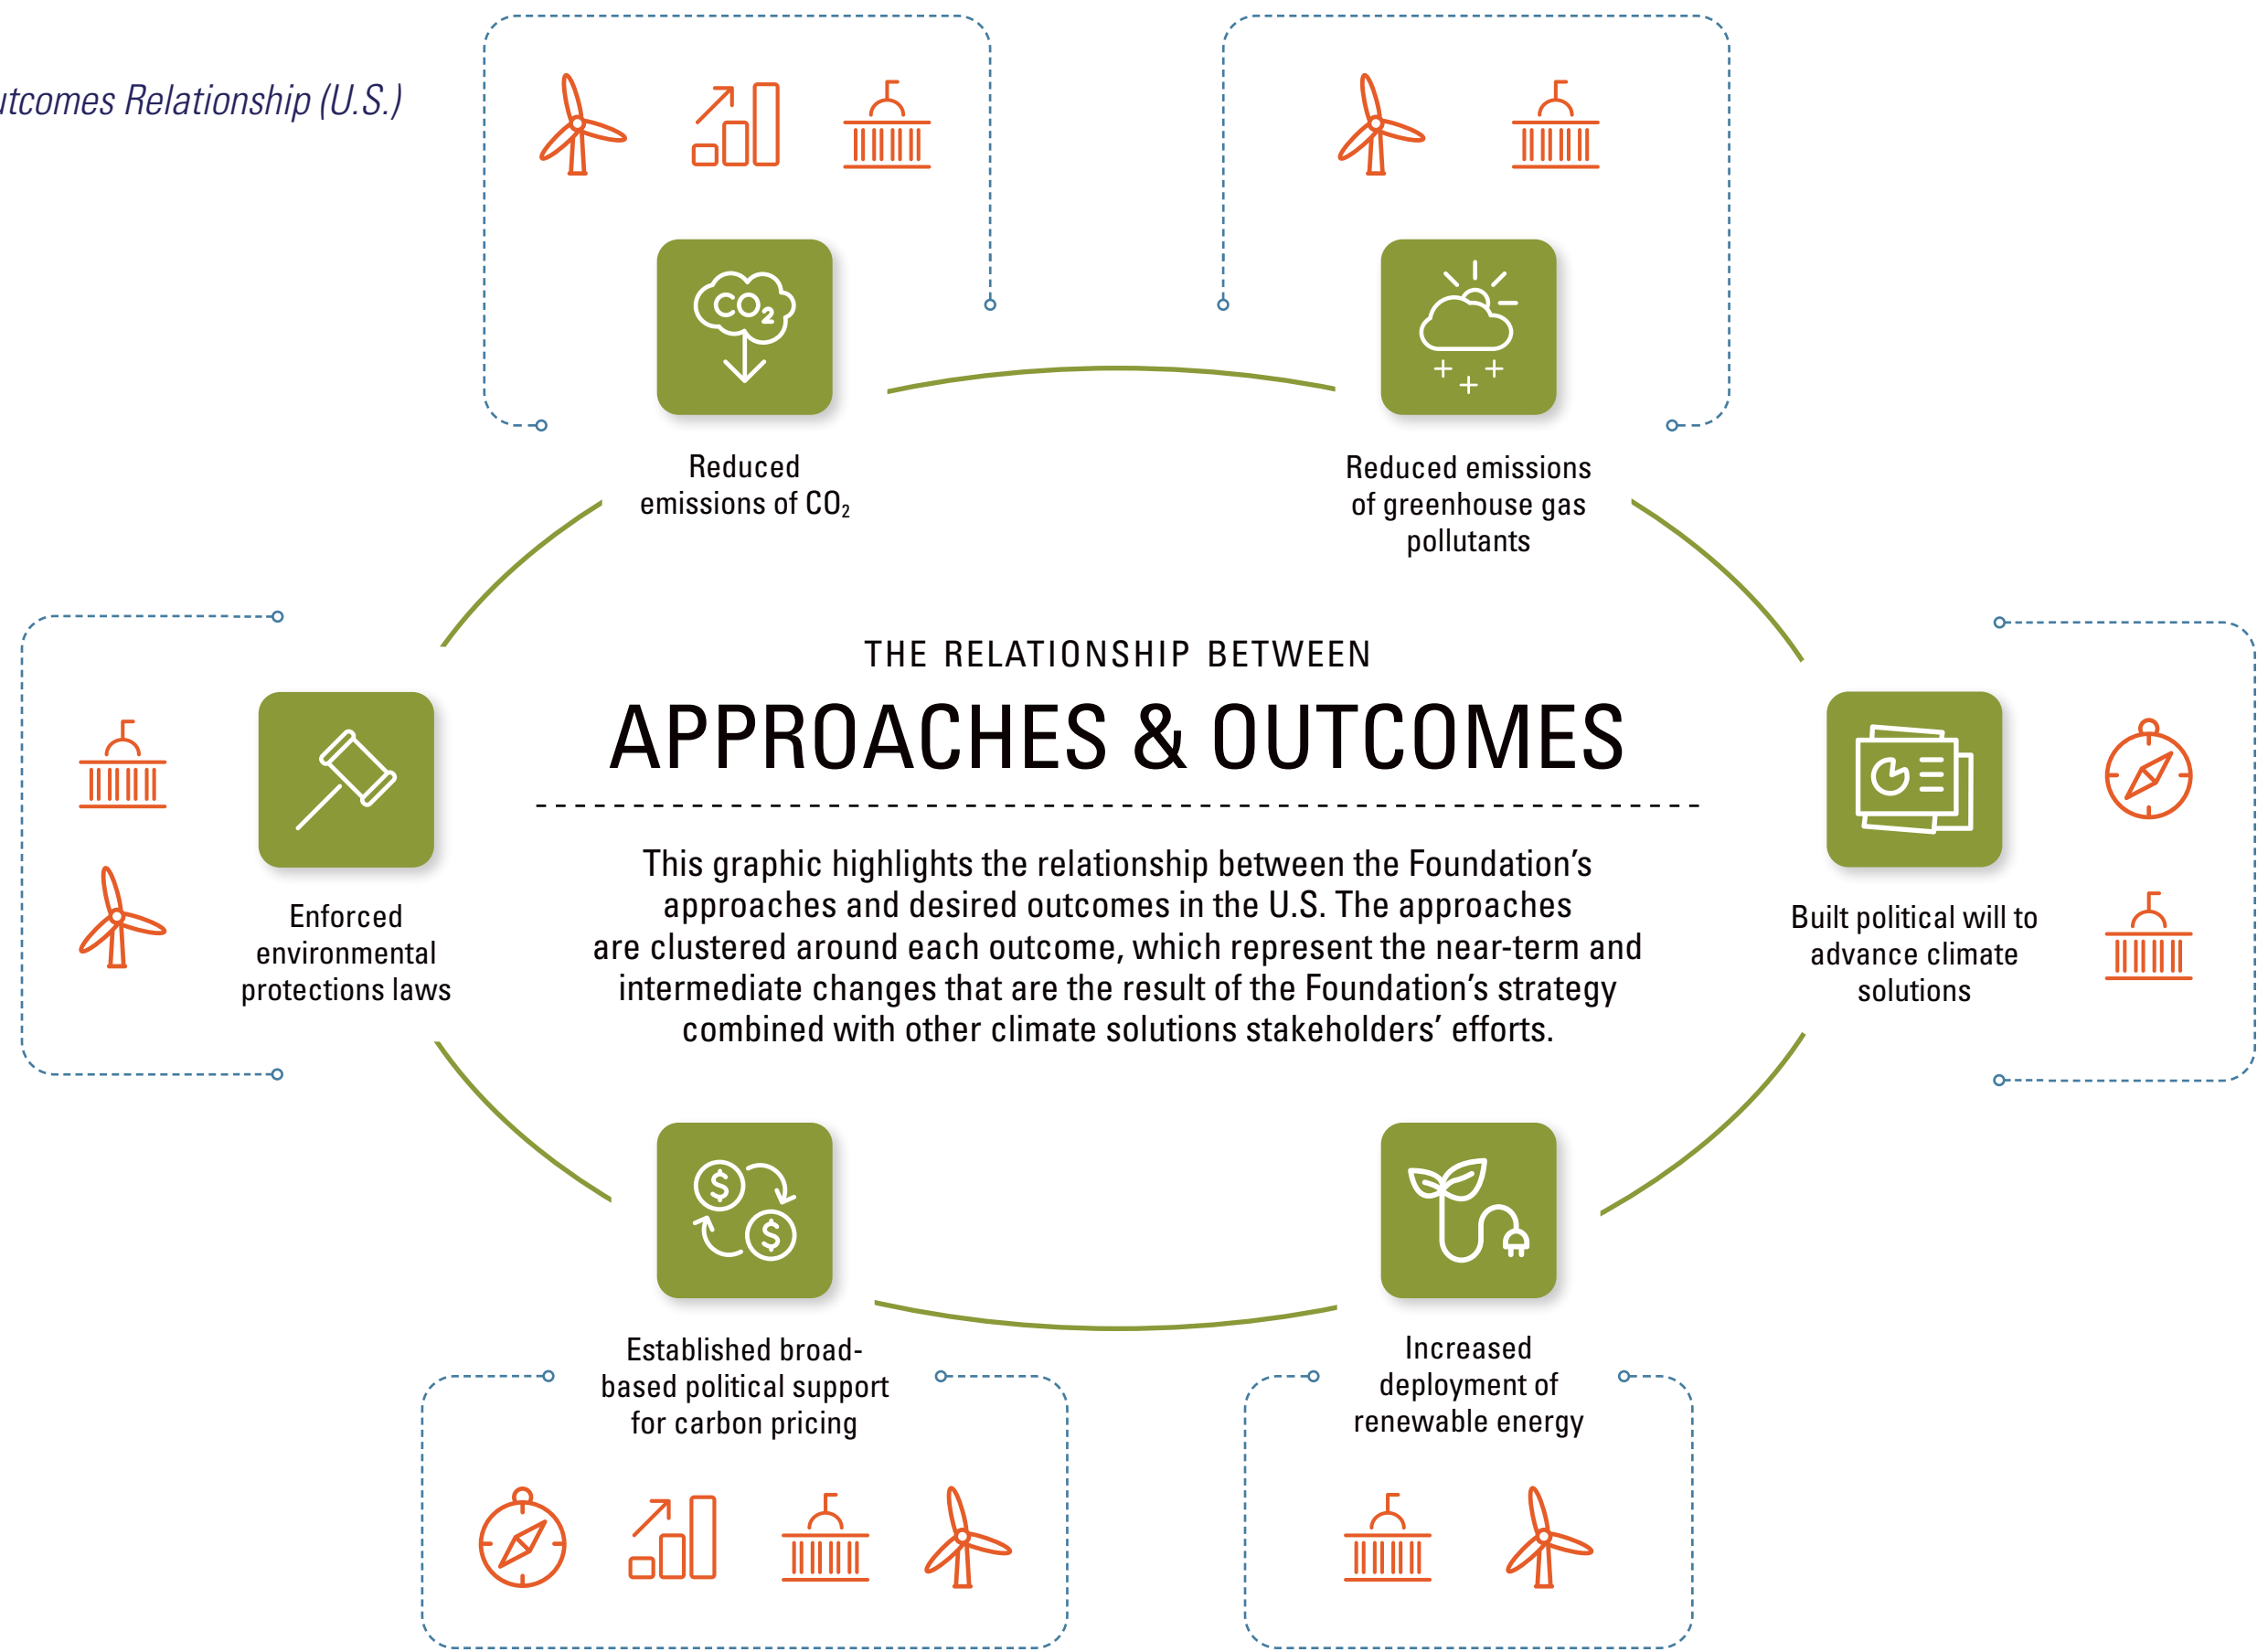 Relationship (U.S.)
CO2
Reduced
emissions of CO₂
Reduced emissions
of greenhouse gas
pollutants
THE RELATIONSHIP BETWEEN
APPROACHES & OUTCOMES
This graphic highlights the relationship between the Foundation’s
approaches and desired outcomes in the U.S. The approaches
are clustered around each outcome, which represent the near-term and
intermediate changes that are the result of the Foundation’s strategy
combined with other climate solutions stakeholders’ efforts.
Enforced
environmental
protections laws
Built political will to
advance climate
solutions
$
$
Established broad-
based political support
for carbon pricing
Increased
deployment of
renewable energy